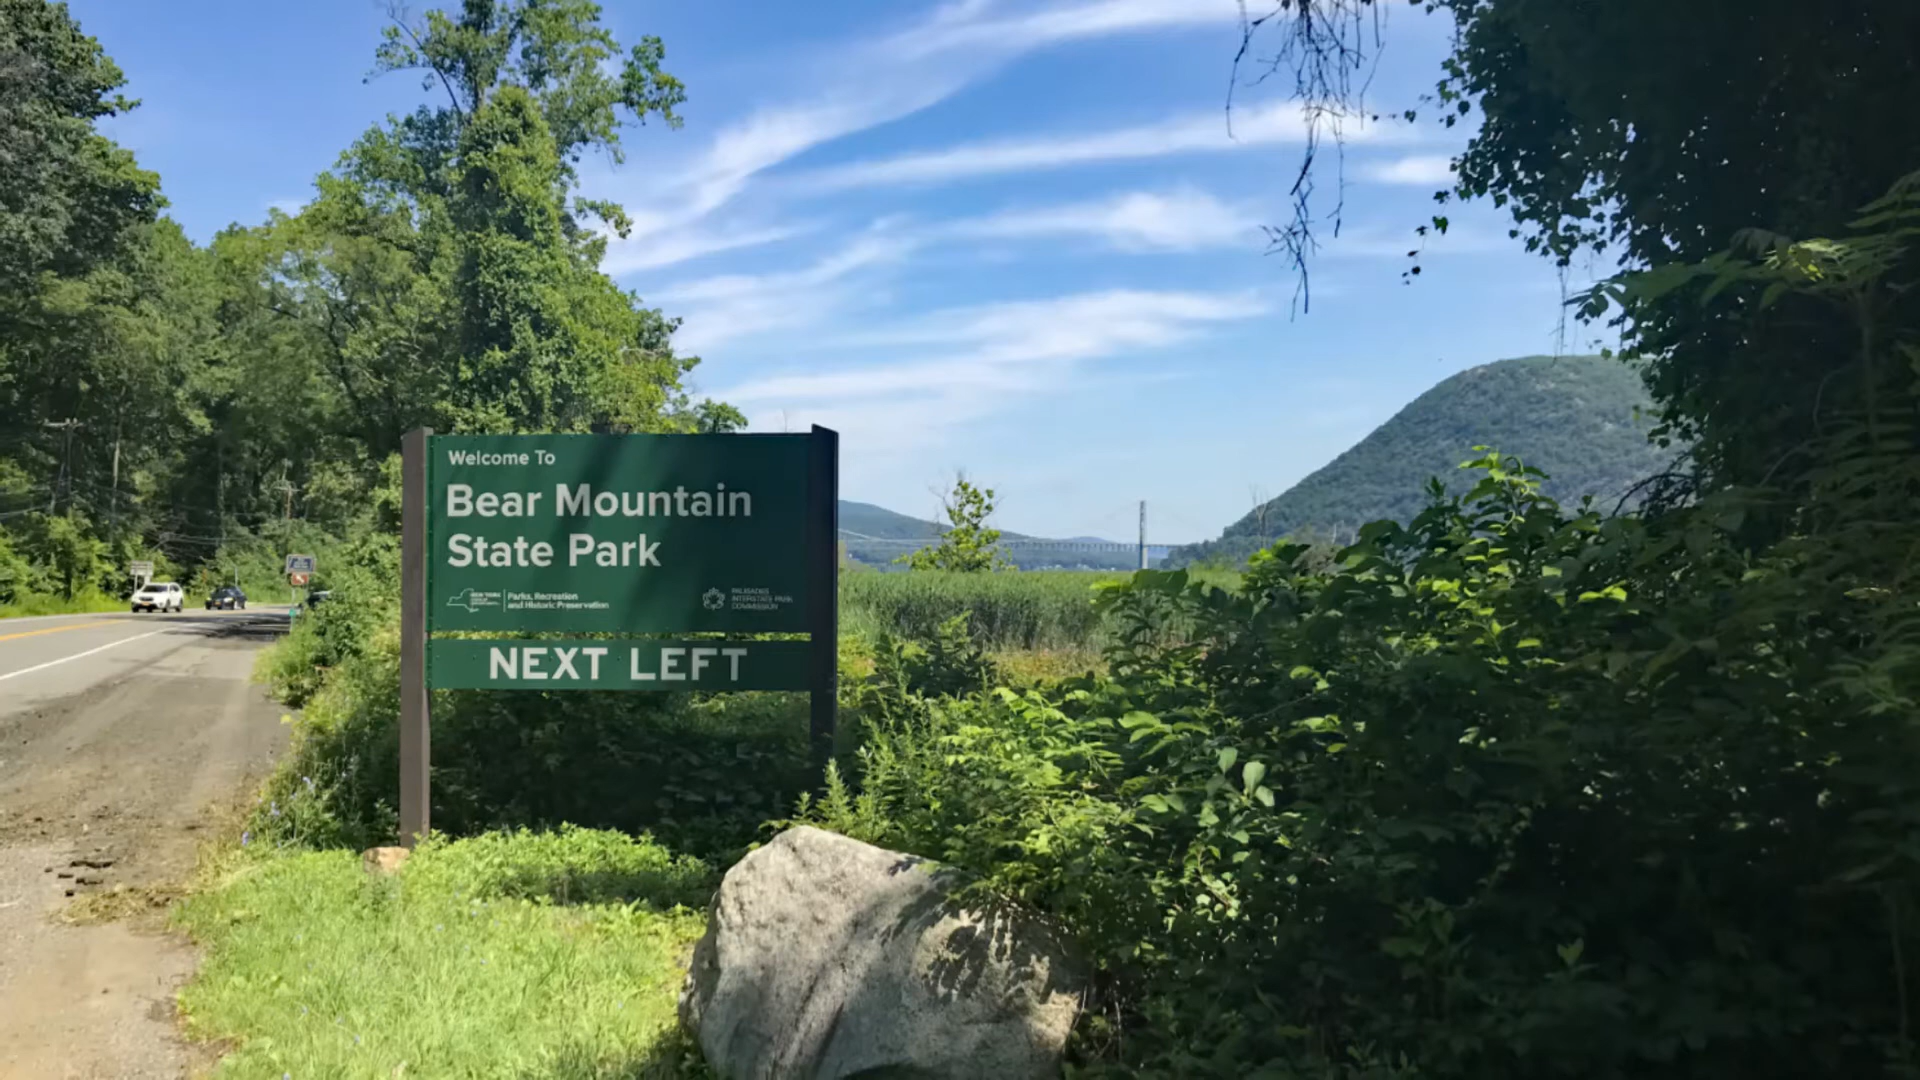 Welcome To
Bear Mountain
State Park
Parks, Recreation
and Historic Preservation
PALISADES
INTERSTATE PARK
COMMISSION
NEXT LEFT